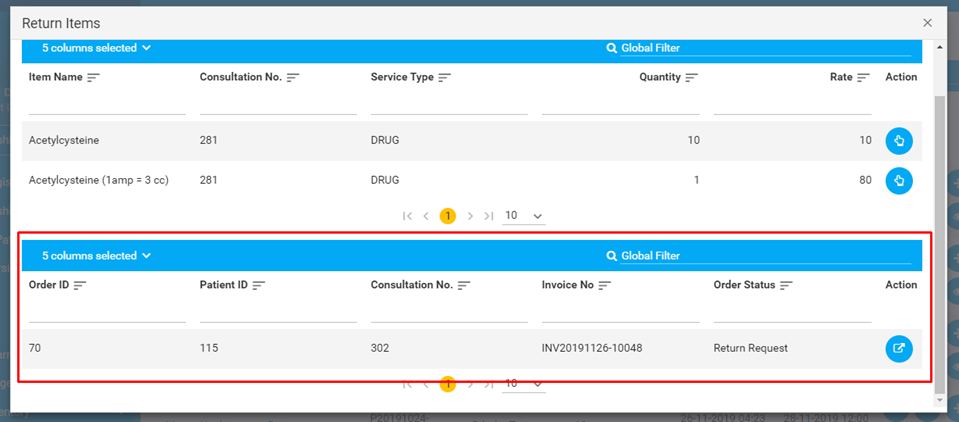 Return Items
5 columns selected Global Filter
Item Name Consultation No. Service Type Quantity Rate Action
Acetylcysteine 281 DRUG 10 10
Acetylcysteine (1amp = 3 cc) 281 DRUG 1 80
1 10
5 columns selected Global Filter
Order ID Patient ID Consultation No. Invoice No Order Status Action
70 115 302 INV20191126-10048 Return Request
1 10
P20191024- 26-11-2019 04:23 28-11-2019 12:00